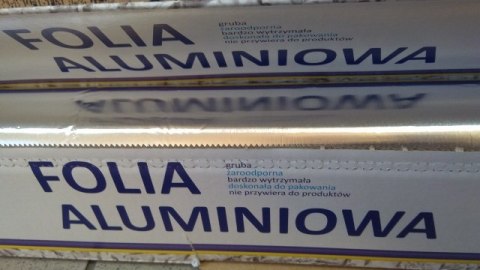 FOLIA
ALUMINIOWA
gruba
żaroodporna
bardzo wytrzymała
doskonała do pakowania
nie przywiera do produktów
ALUMINIOWA
FOLIA
ALUMINIOWA
gruba
żaroodporna
bardzo wytrzymała
doskonała do pakowania
nie przywiera do produktów